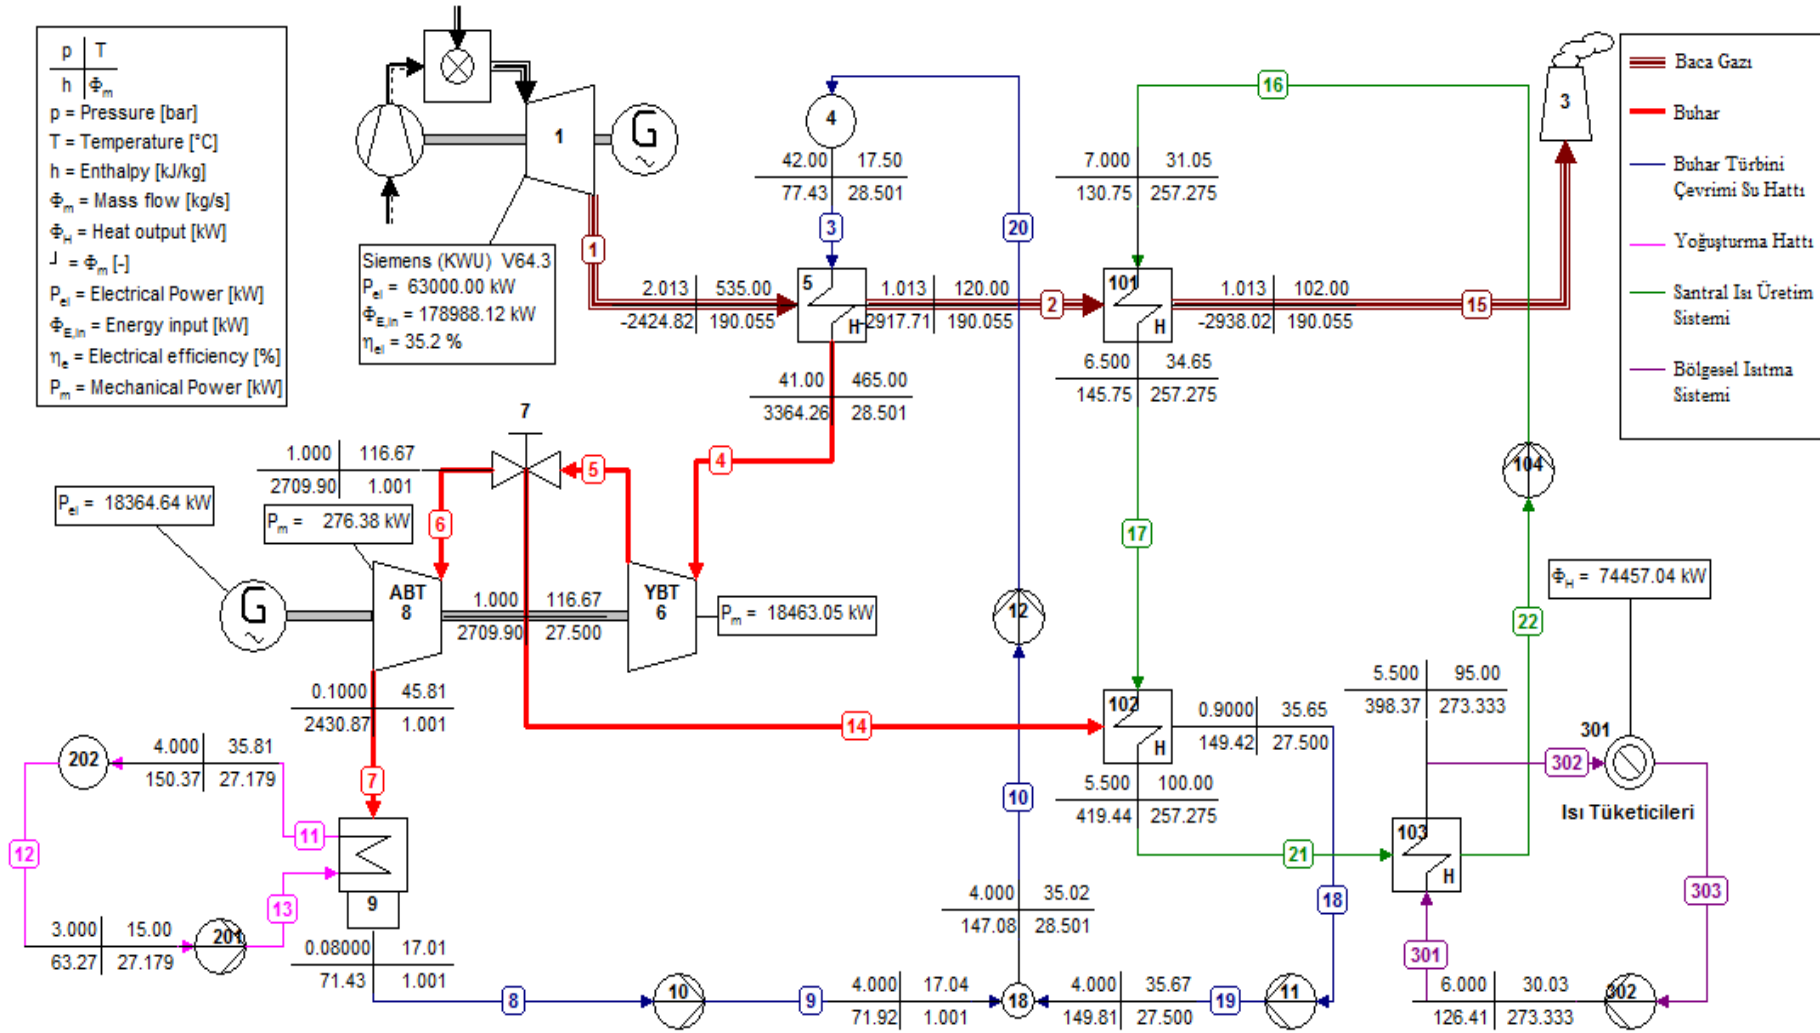 p T
h Φm
p = Pressure [bar]
T = Temperature [°C]
h = Enthalpy [kJ/kg]
Φm = Mass flow [kg/s]
ΦH = Heat output [kW]
┘ = Φm [-]
Pel = Electrical Power [kW]
ΦE,in = Energy input [kW]
ηe = Electrical efficiency [%]
Pm = Mechanical Power [kW]
1
G
~
Siemens (KWU) V64.3
Pel = 63000.00 kW
ΦE,in = 178988.12 kW
ηel = 35.2 %
4
42.00 17.50
77.43 28.501
16
7.000 31.05
130.75 257.275
3
Baca Gazı
Buhar
Buhar Türbini
Çevrimi Su Hattı
Yoğuşturma Hattı
Santral Isı Üretim
Sistemi
Bölgesel Isıtma
Sistemi
1
3
20
2.013 535.00
-2424.82 190.055
5
H
1.013 120.00
-2917.71 190.055
2
101
H
1.013 102.00
-2938.02 190.055
15
41.00 465.00
3364.26 28.501
6.500 34.65
145.75 257.275
7
1.000 116.67
2709.90 1.001
5
4
104
Pel = 18364.64 kW
Pm = 276.38 kW
6
17
G
~
ABT
8
1.000 116.67
2709.90 27.500
YBT
6
Pm = 18463.05 kW
12
22
ΦH = 74457.04 kW
0.1000 45.81
2430.87 1.001
14
102
H
0.9000 35.65
149.42 27.500
5.500 95.00
398.37 273.333
301
302
Isı Tüketicileri
202
4.000 35.81
150.37 27.179
7
10
5.500 100.00
419.44 257.275
11
12
21
103
H
13
9
3.000 15.00
63.27 27.179
201
4.000 35.02
147.08 28.501
18
303
301
0.08000 17.01
71.43 1.001
8
10
9
4.000 17.04
71.92 1.001
18
4.000 35.67
149.81 27.500
19
11
6.000 30.03
126.41 273.333
302